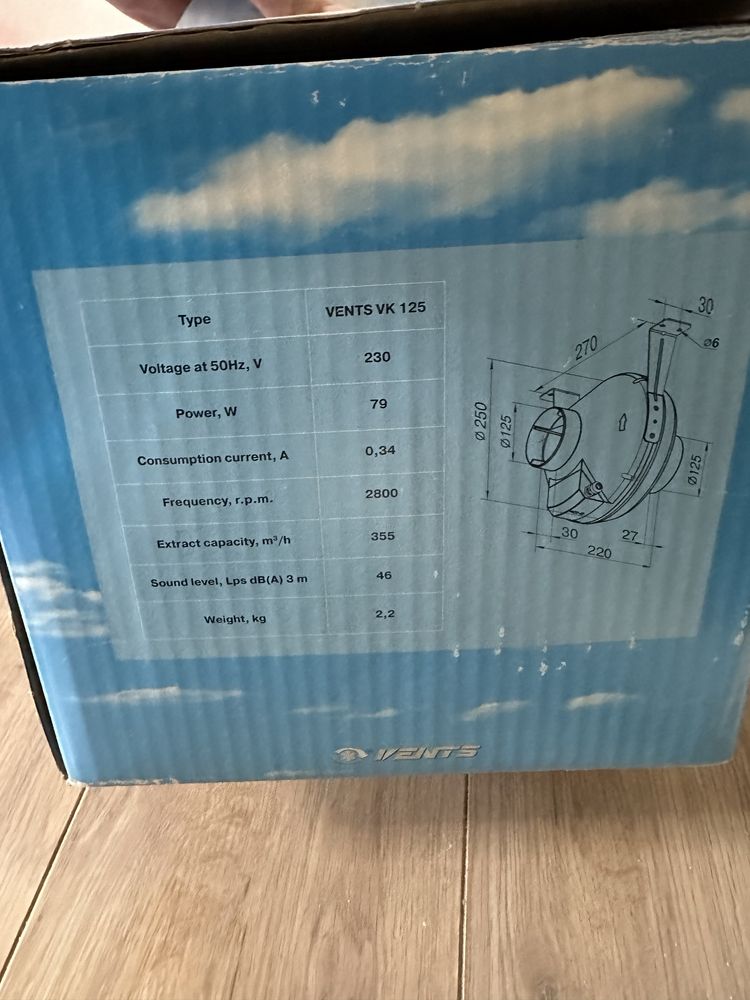 Type VENTS VK 125
Voltage at 50Hz, V 230
Power, W 79
Consumption current, A 0,34
Frequency, r.p.m. 2800
Extract capacity, m³/h 355
Sound level, Lps dB(A) 3 m 46
Weight, kg 2,2
30
ø6
270
Ø 250
Ø125
Ø125
30
27
220
VENTS